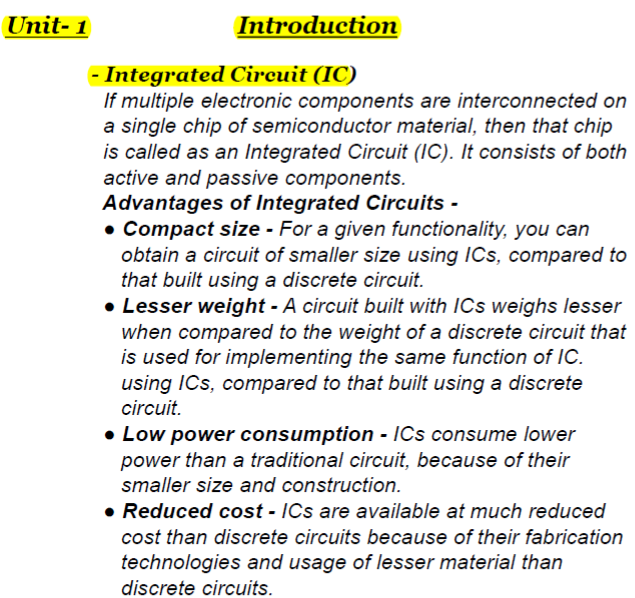 Unit- 1 Introduction
- Integrated Circuit (IC)
If multiple electronic components are interconnected on
a single chip of semiconductor material, then that chip
is called as an Integrated Circuit (IC). It consists of both
active and passive components.
Advantages of Integrated Circuits -
● Compact size - For a given functionality, you can
obtain a circuit of smaller size using ICs, compared to
that built using a discrete circuit.
● Lesser weight - A circuit built with ICs weighs lesser
when compared to the weight of a discrete circuit that
is used for implementing the same function of IC.
using ICs, compared to that built using a discrete
circuit.
● Low power consumption - ICs consume lower
power than a traditional circuit, because of their
smaller size and construction.
● Reduced cost - ICs are available at much reduced
cost than discrete circuits because of their fabrication
technologies and usage of lesser material than
discrete circuits.